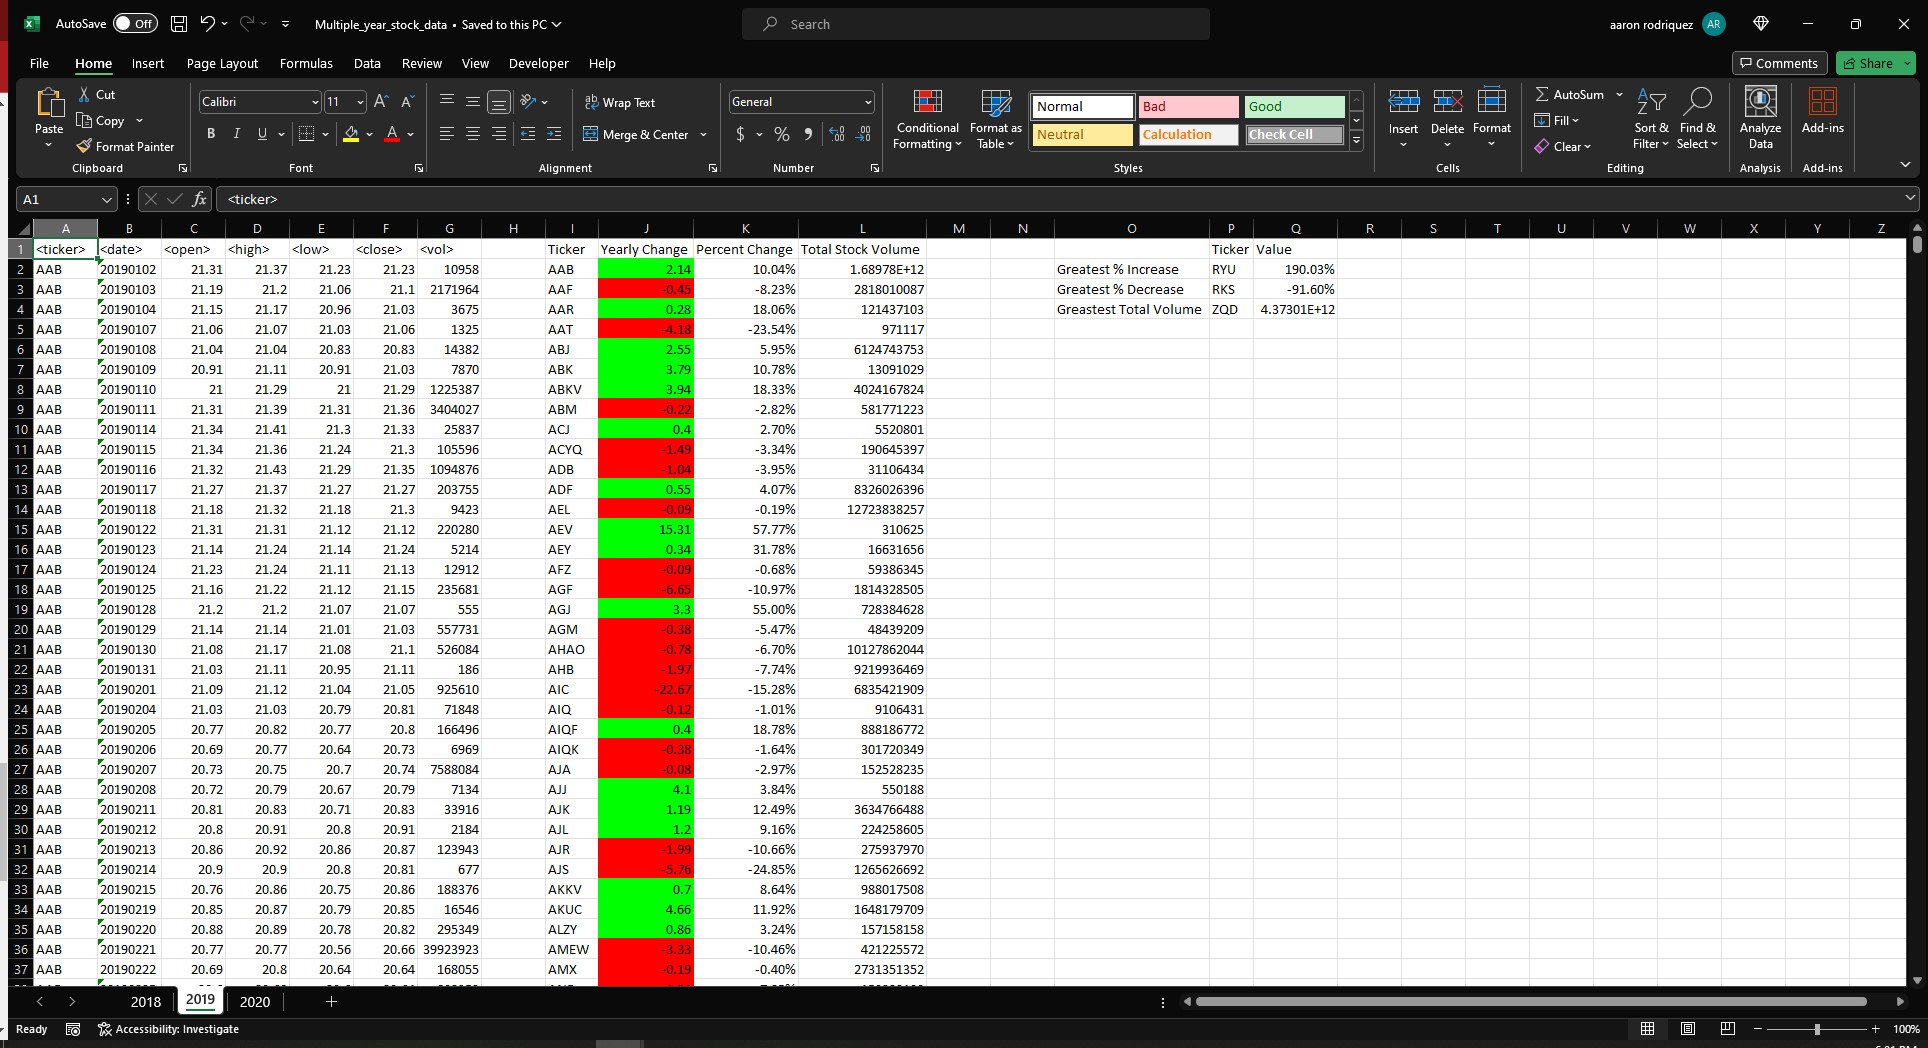 AutoSave Off Multiple_year_stock_data • Saved to this PC Search aaron rodriquez AR
File Home Insert Page Layout Formulas Data Review View Developer Help Comments Share
Paste Cut Copy Format Painter Clipboard
Calibri 11 B I U A Font
Wrap Text Merge & Center Alignment
General $ % Number
Conditional Formatting Format as Table Normal Bad Good Neutral Calculation Check Cell Styles
Insert Delete Format Cells
AutoSum Fill Clear Sort & Filter Find & Select Editing
Analyze Data Analysis Add-ins Add-ins
A1 fx <ticker>
A B C D E F G H I J K L M N O P Q R S T U V W X Y Z
1 <ticker> <date> <open> <high> <low> <close> <vol> Ticker Yearly Change Percent Change Total Stock Volume Ticker Value
2 AAB 20190102 21.31 21.37 21.23 21.23 10958 AAB 2.14 10.04% 1.68978E+12 Greatest % Increase RYU 190.03%
3 AAB 20190103 21.19 21.2 21.06 21.1 2171964 AAF -0.45 -8.23% 2818010087 Greatest % Decrease RKS -91.60%
4 AAB 20190104 21.15 21.17 20.96 21.03 3675 AAR 0.28 18.06% 121437103 Greastest Total Volume ZQD 4.37301E+12
5 AAB 20190107 21.06 21.07 21.03 21.06 1325 AAT -4.18 -23.54% 971117
6 AAB 20190108 21.04 21.04 20.83 20.83 14382 ABJ 2.55 5.95% 6124743753
7 AAB 20190109 20.91 21.11 20.91 21.03 7870 ABK 3.79 10.78% 13091029
8 AAB 20190110 21 21.29 21 21.29 1225387 ABKV 3.94 18.33% 4024167824
9 AAB 20190111 21.31 21.39 21.31 21.36 3404027 ABM -0.22 -2.82% 581771223
10 AAB 20190114 21.34 21.41 21.3 21.33 25837 ACJ 0.4 2.70% 5520801
11 AAB 20190115 21.34 21.36 21.24 21.3 105596 ACYQ -1.49 -3.34% 190645397
12 AAB 20190116 21.32 21.43 21.29 21.35 1094876 ADB -1.04 -3.95% 31106434
13 AAB 20190117 21.27 21.37 21.27 21.27 203755 ADF 0.55 4.07% 8326026396
14 AAB 20190118 21.18 21.32 21.18 21.3 9423 AEL -0.09 -0.19% 12723838257
15 AAB 20190122 21.31 21.31 21.12 21.12 220280 AEV 15.31 57.77% 310625
16 AAB 20190123 21.14 21.24 21.14 21.24 5214 AEY 0.34 31.78% 16631656
17 AAB 20190124 21.23 21.24 21.11 21.13 12912 AFZ -0.09 -0.68% 59386345
18 AAB 20190125 21.16 21.22 21.12 21.15 235681 AGF -6.65 -10.97% 1814328505
19 AAB 20190128 21.2 21.2 21.07 21.07 555 AGJ 3.3 55.00% 728384628
20 AAB 20190129 21.14 21.14 21.01 21.03 557731 AGM -0.38 -5.47% 48439209
21 AAB 20190130 21.08 21.17 21.08 21.1 526084 AHAO -0.78 -6.70% 10127862044
22 AAB 20190131 21.03 21.11 20.95 21.11 186 AHB -1.97 -7.74% 9219936469
23 AAB 20190201 21.09 21.12 21.04 21.05 925610 AIC -22.67 -15.28% 6835421909
24 AAB 20190204 21.03 21.03 20.79 20.81 71848 AIQ -0.12 -1.01% 9106431
25 AAB 20190205 20.77 20.82 20.77 20.8 166496 AIQF 0.4 18.78% 888186772
26 AAB 20190206 20.69 20.77 20.64 20.73 6969 AIQK -0.38 -1.64% 301720349
27 AAB 20190207 20.73 20.75 20.7 20.74 7588084 AJA -0.08 -2.97% 152528235
28 AAB 20190208 20.72 20.79 20.67 20.79 7134 AJJ 4.1 3.84% 550188
29 AAB 20190211 20.81 20.83 20.71 20.83 33916 AJK 1.19 12.49% 3634766488
30 AAB 20190212 20.8 20.91 20.8 20.91 2184 AJL 1.2 9.16% 224258605
31 AAB 20190213 20.86 20.92 20.86 20.87 123943 AJR -1.99 -10.66% 275937970
32 AAB 20190214 20.9 20.9 20.8 20.81 677 AJS -5.76 -24.85% 1265626692
33 AAB 20190215 20.76 20.86 20.75 20.86 188376 AKKV 0.7 8.64% 988017508
34 AAB 20190219 20.85 20.87 20.79 20.85 16546 AKUC 4.66 11.92% 1648179709
35 AAB 20190220 20.88 20.89 20.78 20.82 295349 ALZY 0.86 3.24% 157158158
36 AAB 20190221 20.77 20.77 20.56 20.66 39923923 AMEW -3.33 -10.46% 421225572
37 AAB 20190222 20.69 20.8 20.64 20.64 168055 AMX -0.19 -0.40% 2731351352
2018 2019 2020
Ready Accessibility: Investigate 100%